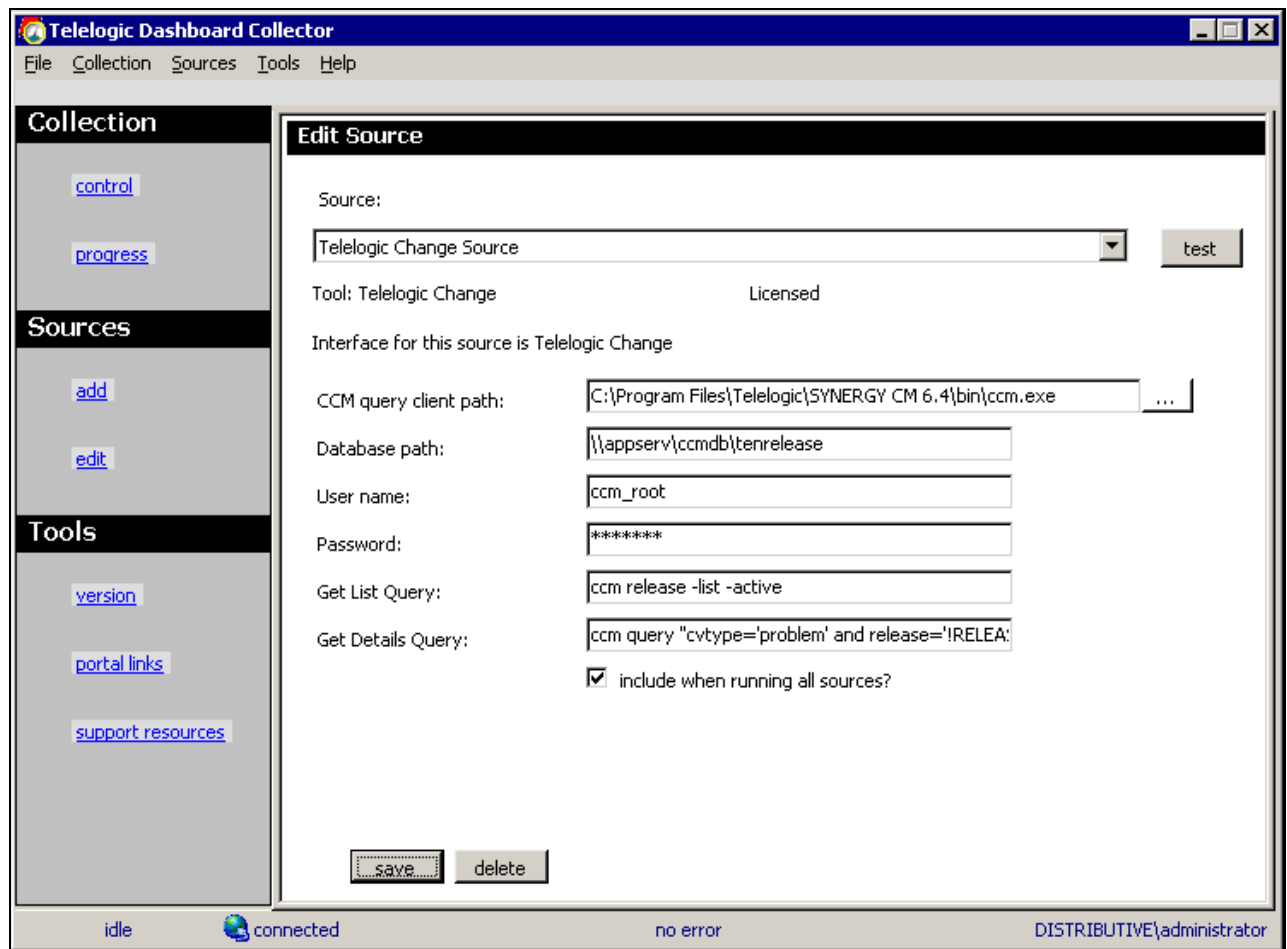 Telelogic Dashboard Collector
File Collection Sources Tools Help
Collection
control
progress
Sources
add
edit
Tools
version
portal links
support resources
Edit Source
Source:
Telelogic Change Source
test
Tool: Telelogic Change Licensed
Interface for this source is Telelogic Change
CCM query client path: C:\Program Files\Telelogic\SYNERGY CM 6.4\bin\ccm.exe ...
Database path: \\appserv\ccmdb\tenrelease
User name: ccm_root
Password: *******
Get List Query: ccm release -list -active
Get Details Query: ccm query "cvtype='problem' and release='!RELEA
include when running all sources?
save delete
idle connected no error DISTRIBUTIVE\administrator